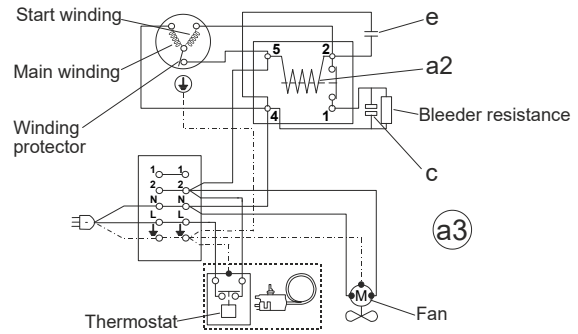 Start winding
e
5 2
a2
Main winding
Bleeder resistance
4 1
Winding
protector
c
1 1
2 2
N N
L L
a3
M
Fan
Thermostat